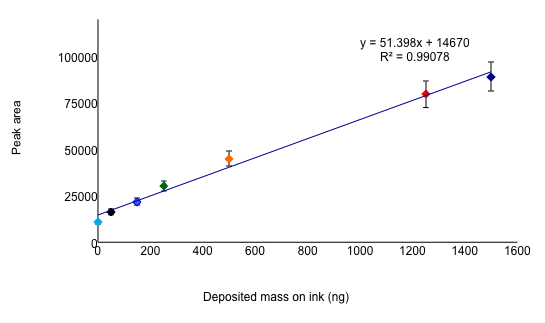 y = 51.398x + 14670
R² = 0.99078
100000
75000
50000
25000
0
Peak area
0 200 400 600 800 1000 1200 1400 1600
Deposited mass on ink (ng)